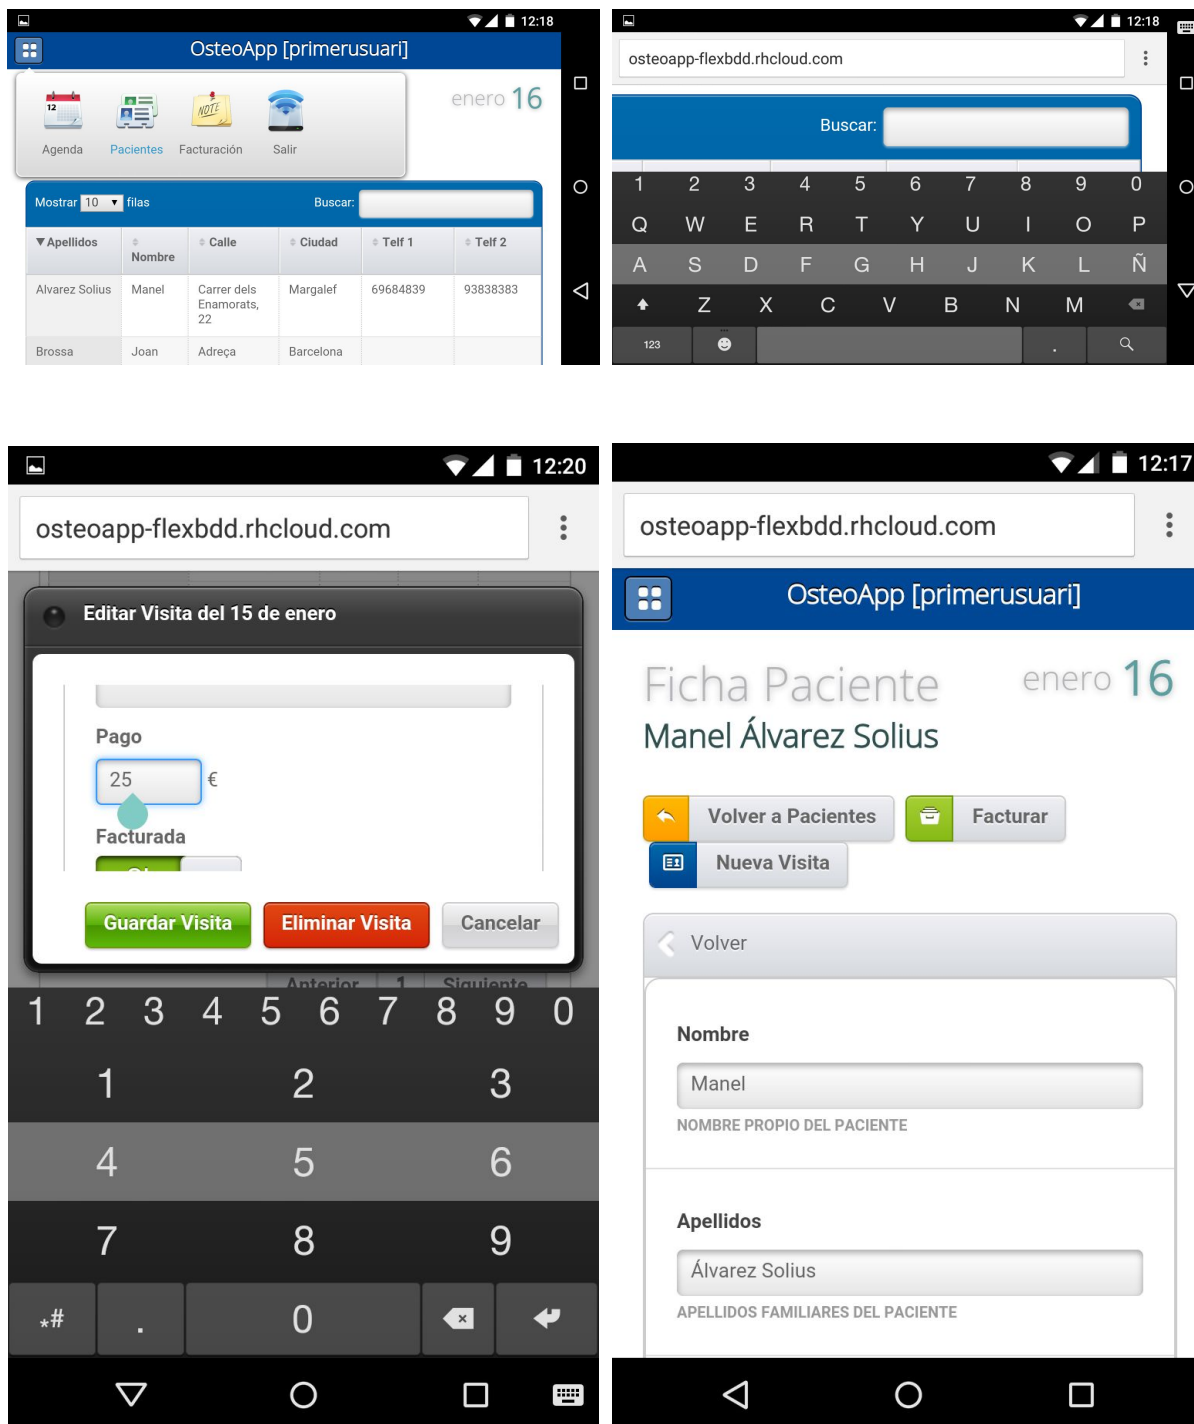 12:18
OsteoApp [primerusuari]
12
NOTE
Agenda Pacientes Facturación Salir
enero 16
Mostrar 10 filas Buscar:
Apellidos Nombre Calle Ciudad Telf 1 Telf 2
Alvarez Solius Manel Carrer dels Enamorats, 22 Margalef 69684839 93838383
Brossa Joan Adreça Barcelona
12:18
osteoapp-flexbdd.rhcloud.com
Buscar:
1 2 3 4 5 6 7 8 9 0
Q W E R T Y U I O P
A S D F G H J K L Ñ
Z X C V B N M
123 .
12:20
osteoapp-flexbdd.rhcloud.com
Editar Visita del 15 de enero
Pago
25 €
Facturada
Guardar Visita Eliminar Visita Cancelar
Anterior 1 Siguiente
1 2 3 4 5 6 7 8 9 0
1 2 3
4 5 6
7 8 9
*# . 0
12:17
osteoapp-flexbdd.rhcloud.com
OsteoApp [primerusuari]
Ficha Paciente enero 16
Manel Álvarez Solius
Volver a Pacientes Facturar
Nueva Visita
Volver
Nombre
Manel
NOMBRE PROPIO DEL PACIENTE
Apellidos
Álvarez Solius
APELLIDOS FAMILIARES DEL PACIENTE